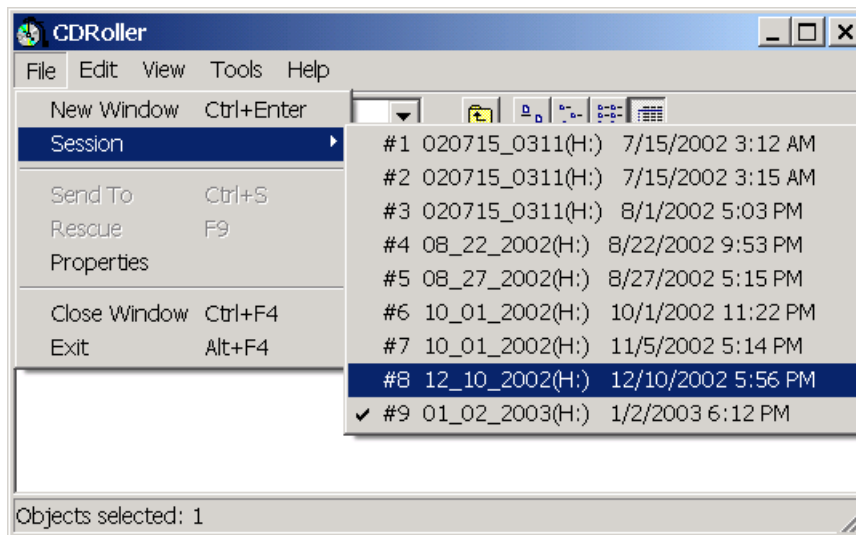 CDRoller
File Edit View Tools Help
New Window Ctrl+Enter
Session
Send To Ctrl+S
Rescue F9
Properties
Close Window Ctrl+F4
Exit Alt+F4
#1 020715_0311(H:) 7/15/2002 3:12 AM
#2 020715_0311(H:) 7/15/2002 3:15 AM
#3 020715_0311(H:) 8/1/2002 5:03 PM
#4 08_22_2002(H:) 8/22/2002 9:53 PM
#5 08_27_2002(H:) 8/27/2002 5:15 PM
#6 10_01_2002(H:) 10/1/2002 11:22 PM
#7 10_01_2002(H:) 11/5/2002 5:14 PM
#8 12_10_2002(H:) 12/10/2002 5:56 PM
#9 01_02_2003(H:) 1/2/2003 6:12 PM
Objects selected: 1